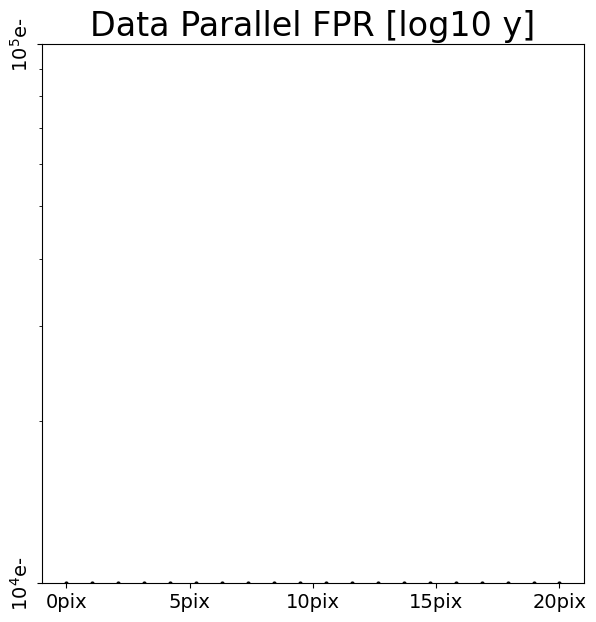 Data Parallel FPR [log10 y]
10⁵e-
10⁴e-
0pix 5pix 10pix 15pix 20pix